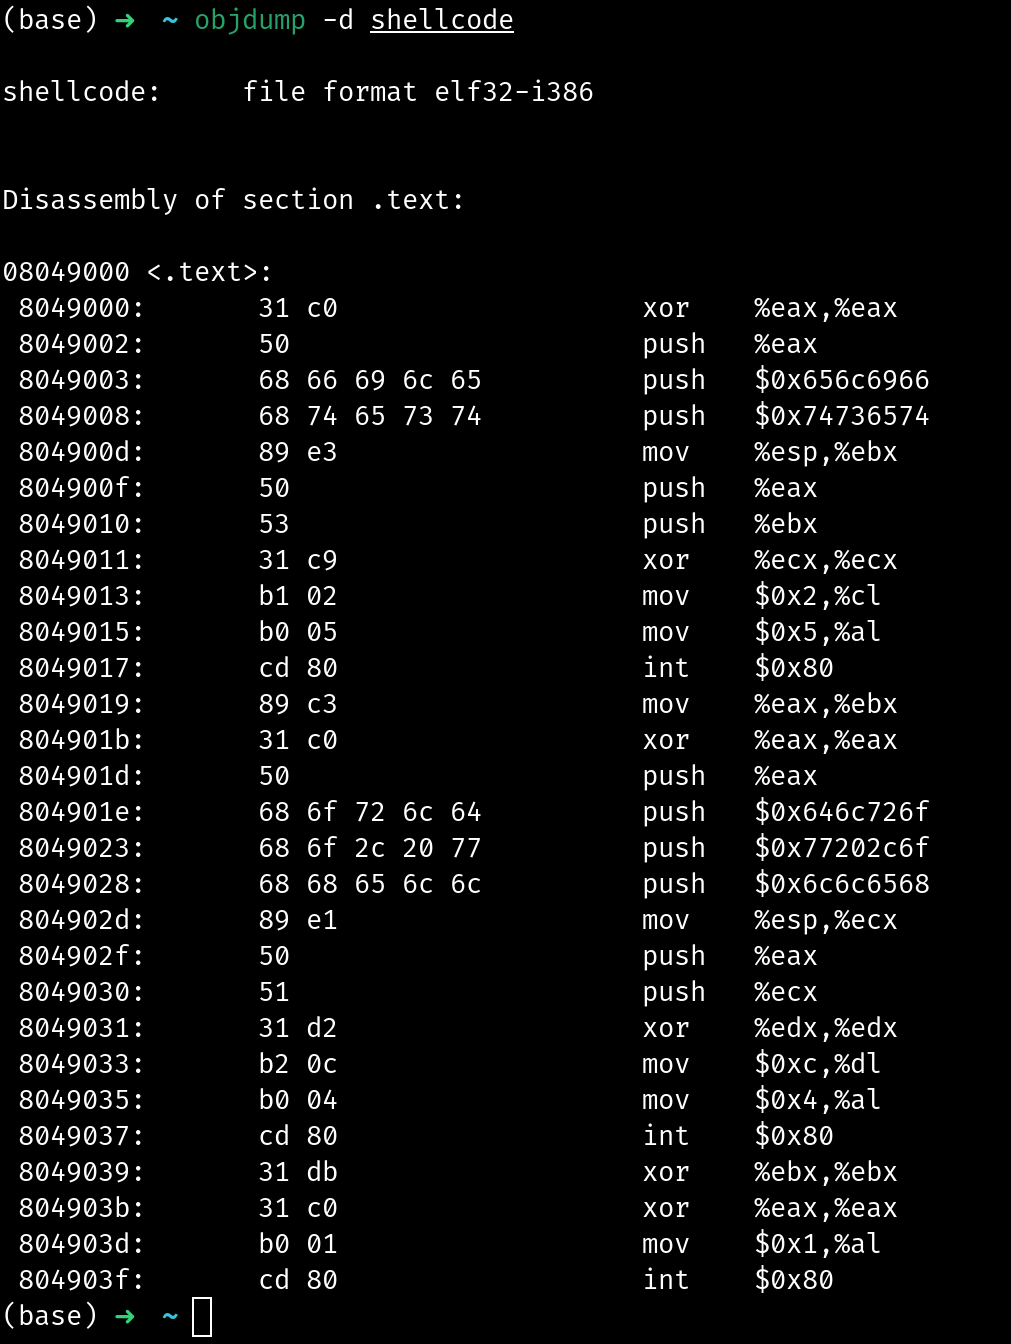 (base) ➜  ~ objdump -d shellcode
shellcode:     file format elf32-i386
Disassembly of section .text:
08049000 <.text>:
 8049000:       31 c0                   xor    %eax,%eax
 8049002:       50                      push   %eax
 8049003:       68 66 69 6c 65          push   $0x656c6966
 8049008:       68 74 65 73 74          push   $0x74736574
 804900d:       89 e3                   mov    %esp,%ebx
 804900f:       50                      push   %eax
 8049010:       53                      push   %ebx
 8049011:       31 c9                   xor    %ecx,%ecx
 8049013:       b1 02                   mov    $0x2,%cl
 8049015:       b0 05                   mov    $0x5,%al
 8049017:       cd 80                   int    $0x80
 8049019:       89 c3                   mov    %eax,%ebx
 804901b:       31 c0                   xor    %eax,%eax
 804901d:       50                      push   %eax
 804901e:       68 6f 72 6c 64          push   $0x646c726f
 8049023:       68 6f 2c 20 77          push   $0x77202c6f
 8049028:       68 68 65 6c 6c          push   $0x6c6c6568
 804902d:       89 e1                   mov    %esp,%ecx
 804902f:       50                      push   %eax
 8049030:       51                      push   %ecx
 8049031:       31 d2                   xor    %edx,%edx
 8049033:       b2 0c                   mov    $0xc,%dl
 8049035:       b0 04                   mov    $0x4,%al
 8049037:       cd 80                   int    $0x80
 8049039:       31 db                   xor    %ebx,%ebx
 804903b:       31 c0                   xor    %eax,%eax
 804903d:       b0 01                   mov    $0x1,%al
 804903f:       cd 80                   int    $0x80
(base) ➜  ~